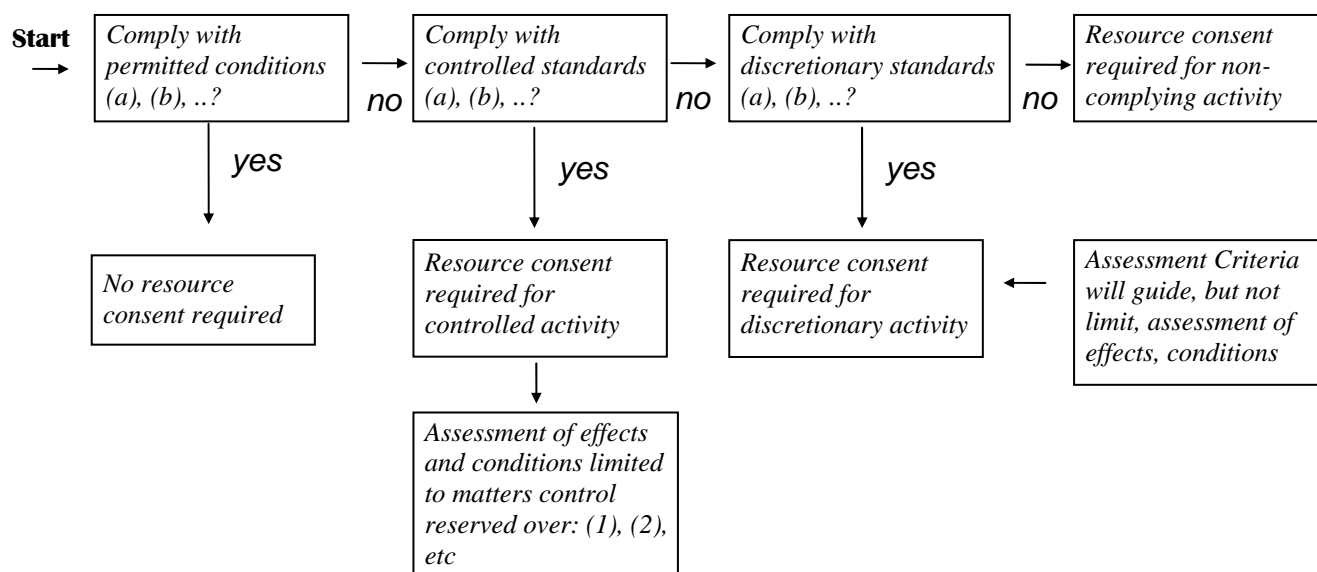 Start
Comply with
permitted conditions
(a), (b), ..?
no
Comply with
controlled standards
(a), (b), ..?
no
Comply with
discretionary standards
(a), (b), ..?
no
Resource consent
required for non-
complying activity
yes
yes
yes
No resource
consent required
Resource consent
required for
controlled activity
Resource consent
required for
discretionary activity
Assessment Criteria
will guide, but not
limit, assessment of
effects, conditions
Assessment of effects
and conditions limited
to matters control
reserved over: (1), (2),
etc